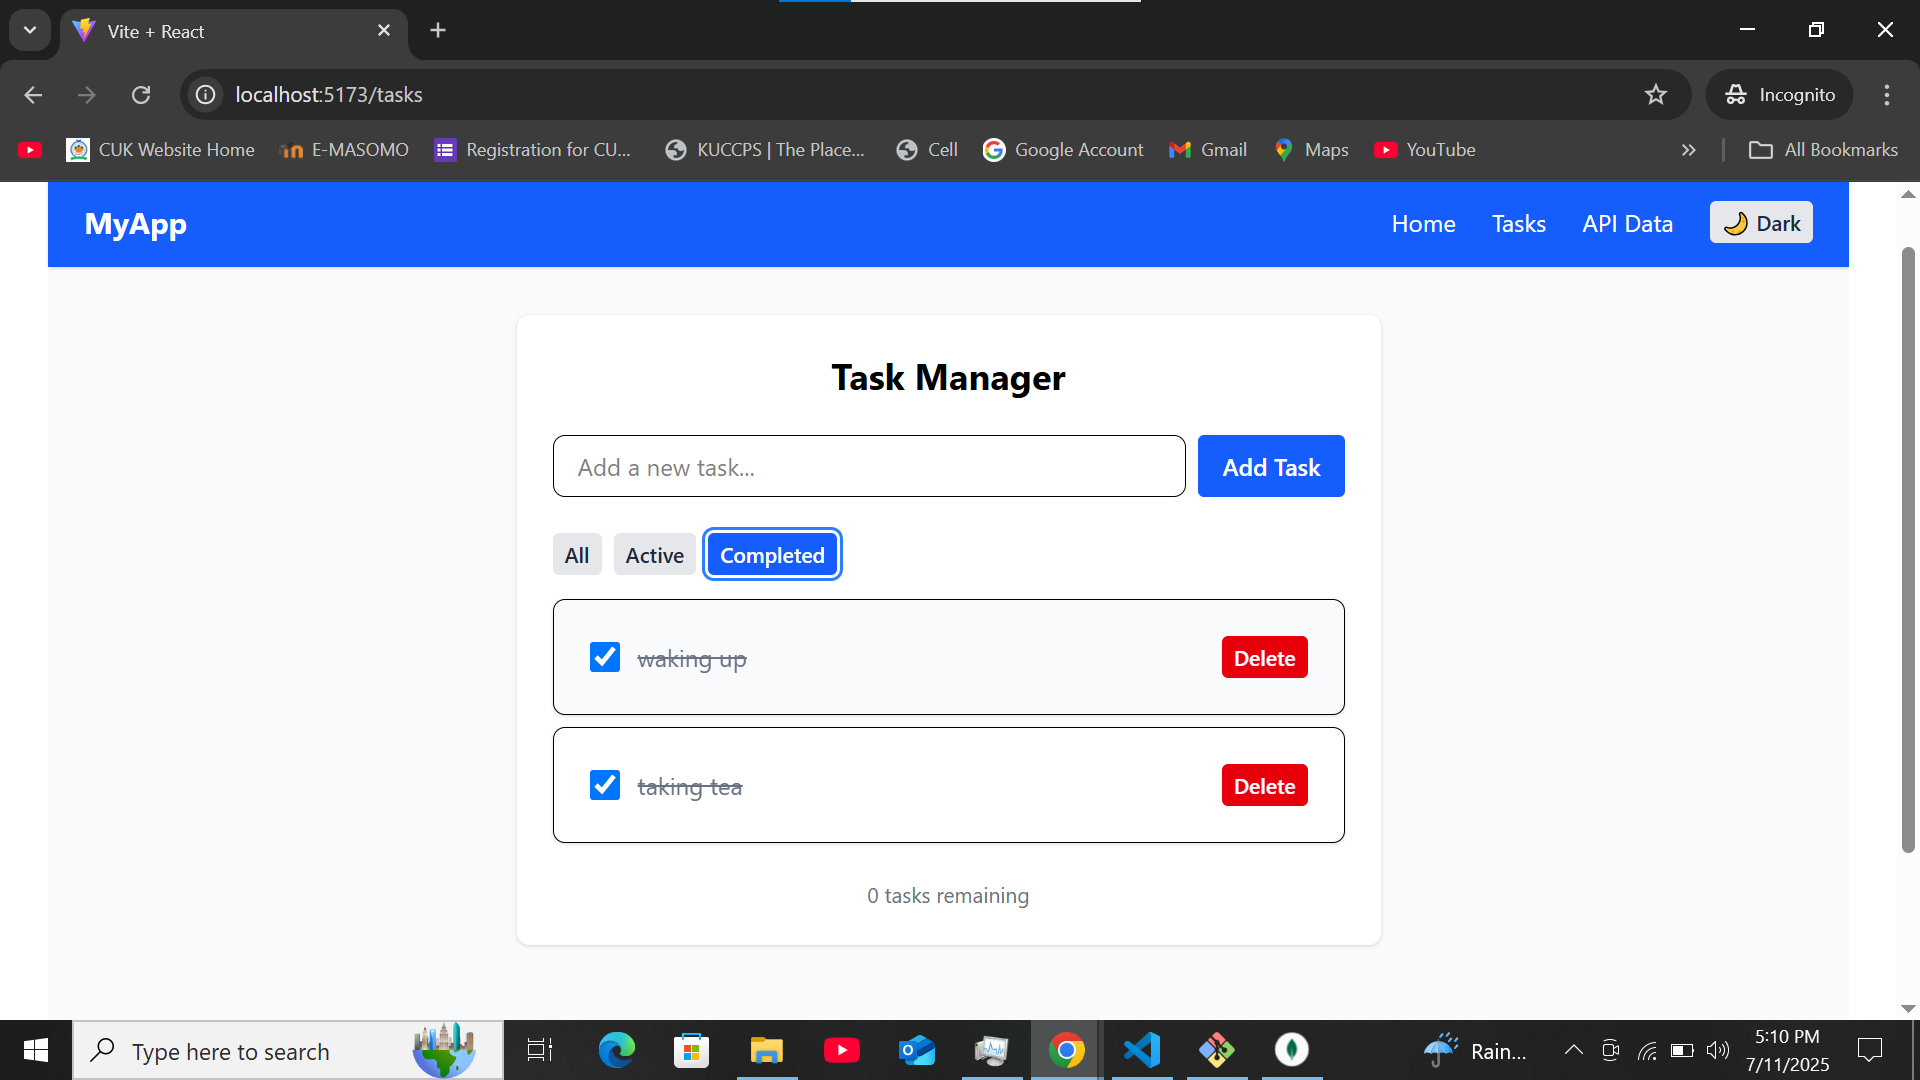 Vite + React
localhost:5173/tasks
Incognito
CUK Website Home
E-MASOMO
Registration for CU...
KUCCPS | The Place...
Cell
Google Account
Gmail
Maps
YouTube
All Bookmarks
MyApp
Home
Tasks
API Data
Dark
Task Manager
Add a new task...
Add Task
All
Active
Completed
waking up
Delete
taking tea
Delete
0 tasks remaining
Type here to search
Rain...
5:10 PM
7/11/2025